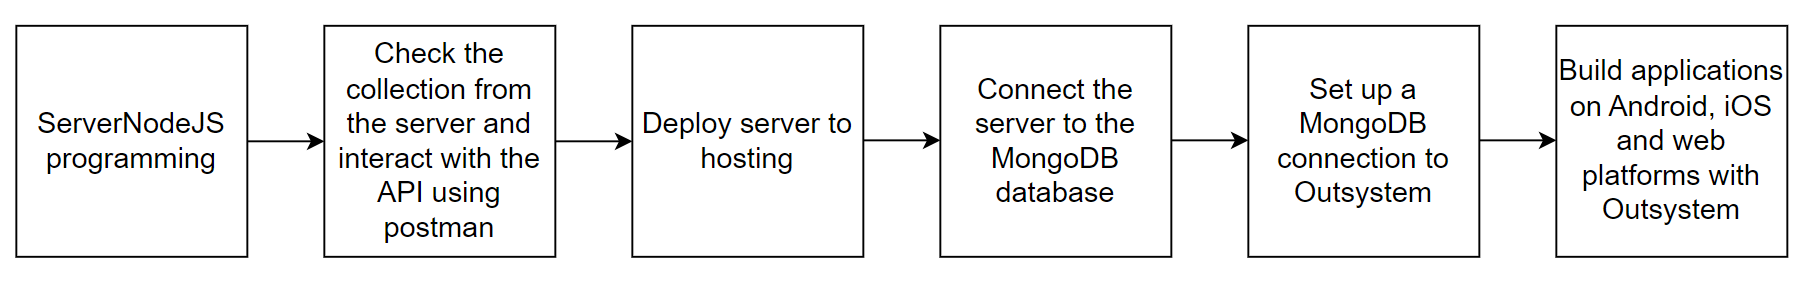 ServerNodeJS
programming
Check the
collection from
the server and
interact with the
API using
postman
Deploy server to
hosting
Connect the
server to the
MongoDB
database
Set up a
MongoDB
connection to
Outsystem
Build applications
on Android, iOS
and web
platforms with
Outsystem